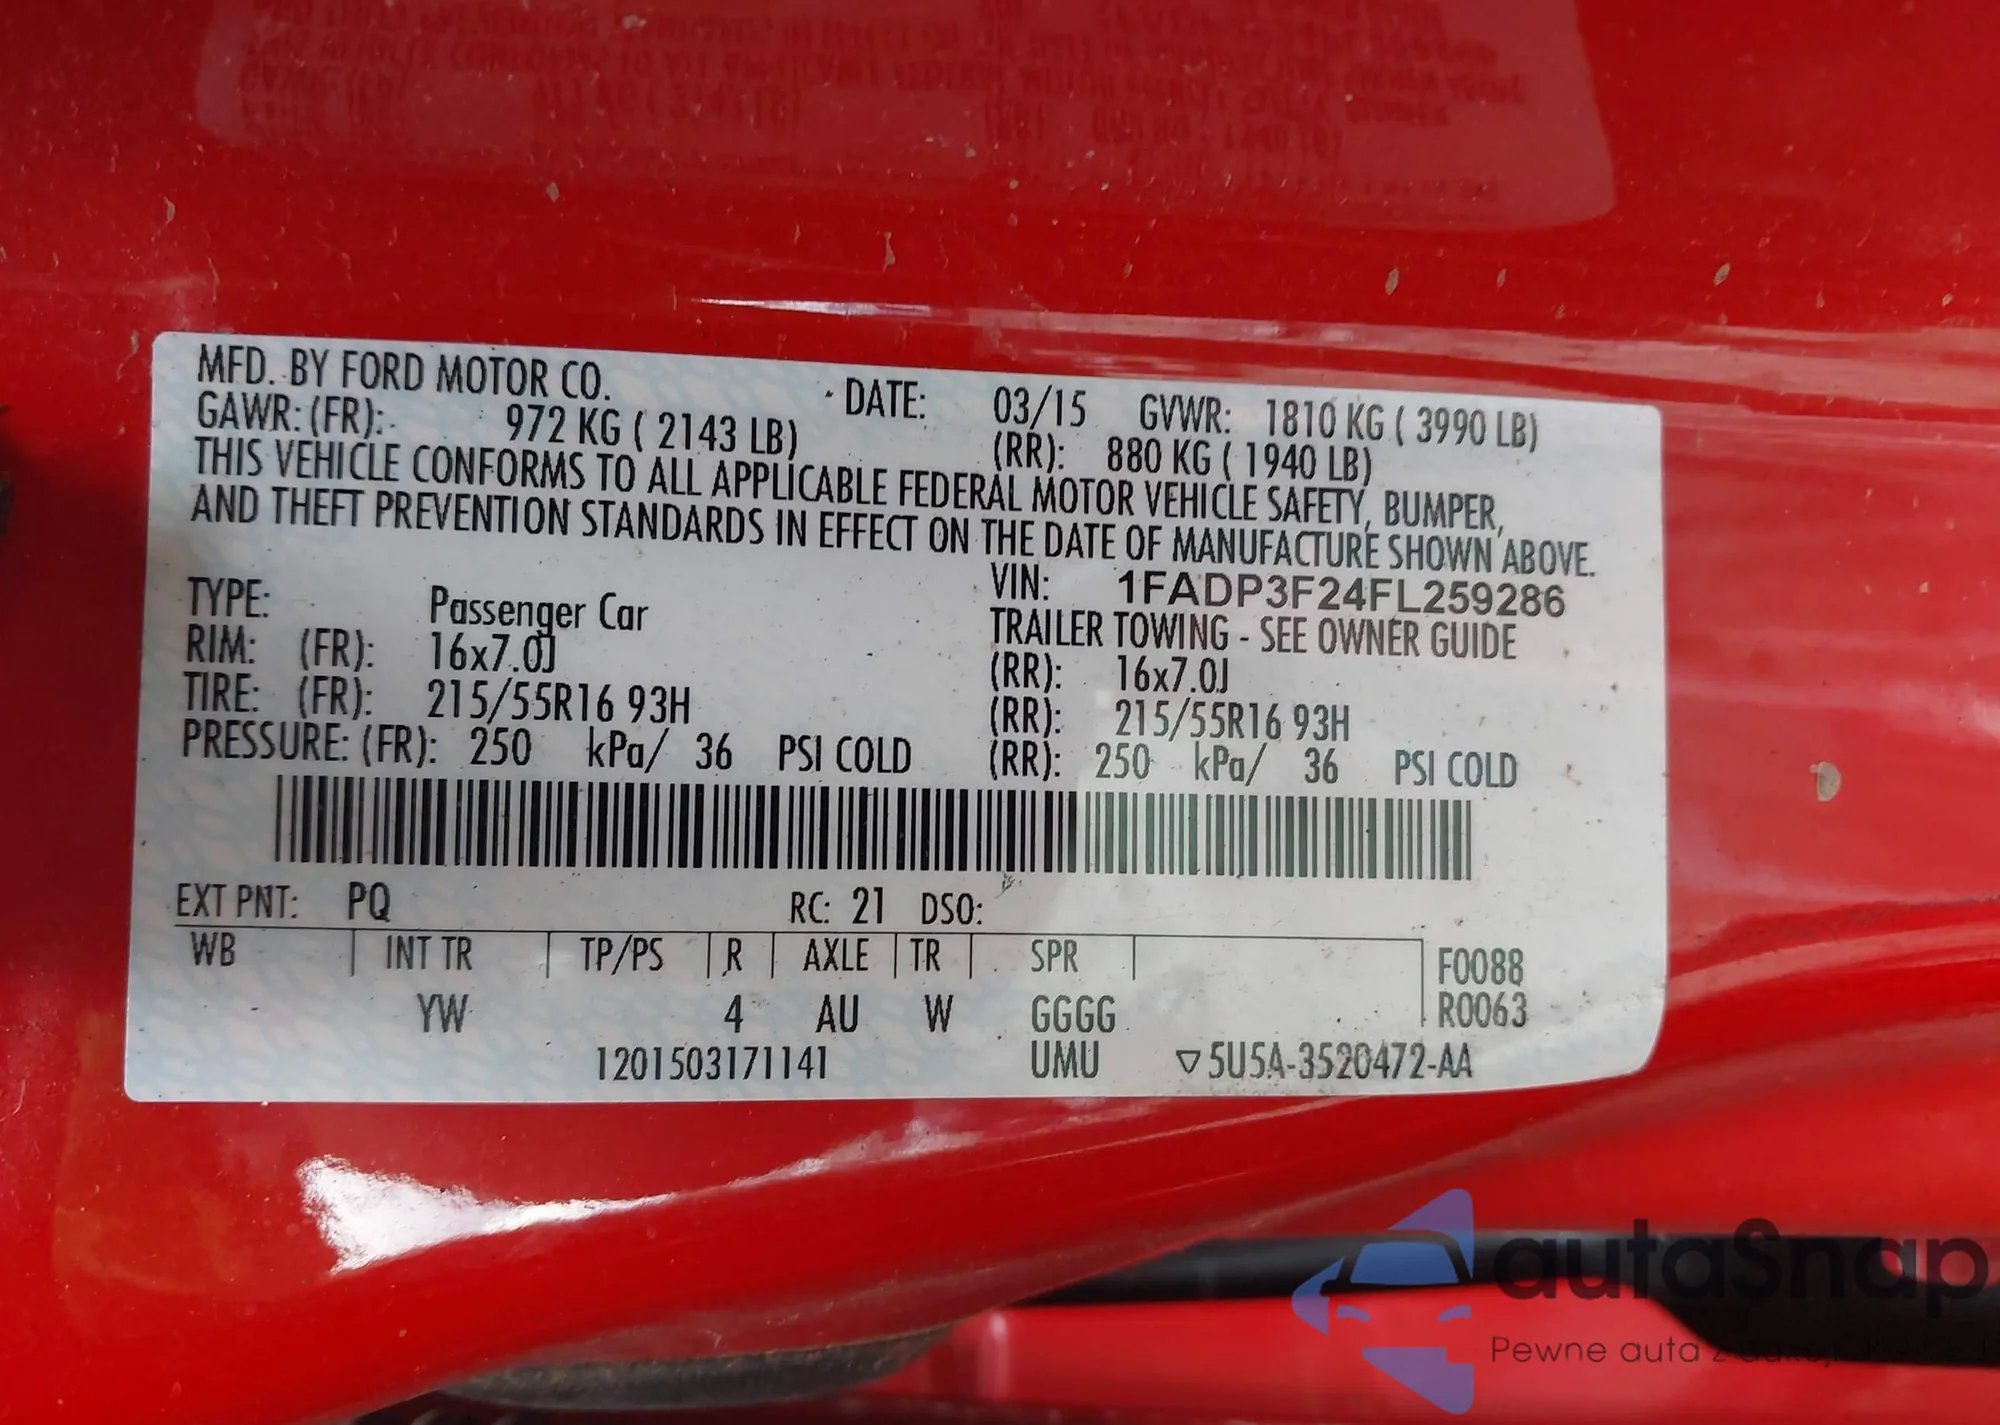 MFD. BY FORD MOTOR CO. DATE: 03/15 GVWR: 1810 KG ( 3990 LB)
GAWR: (FR): 972 KG ( 2143 LB) (RR): 880 KG ( 1940 LB)
THIS VEHICLE CONFORMS TO ALL APPLICABLE FEDERAL MOTOR VEHICLE SAFETY, BUMPER,
AND THEFT PREVENTION STANDARDS IN EFFECT ON THE DATE OF MANUFACTURE SHOWN ABOVE.
VIN: 1FADP3F24FL259286
TYPE: Passenger Car TRAILER TOWING - SEE OWNER GUIDE
RIM: (FR): 16x7.0J (RR): 16x7.0J
TIRE: (FR): 215/55R16 93H (RR): 215/55R16 93H
PRESSURE: (FR): 250 kPa/ 36 PSI COLD (RR): 250 kPa/ 36 PSI COLD
EXT PNT: PQ RC: 21 DSO:
WB INT TR TP/PS R AXLE TR SPR F0088
YW 4 AU W GGGG R0063
1201503171141 UMU ▽5U5A-3520472-AA
autaSnap
Pewne auta z